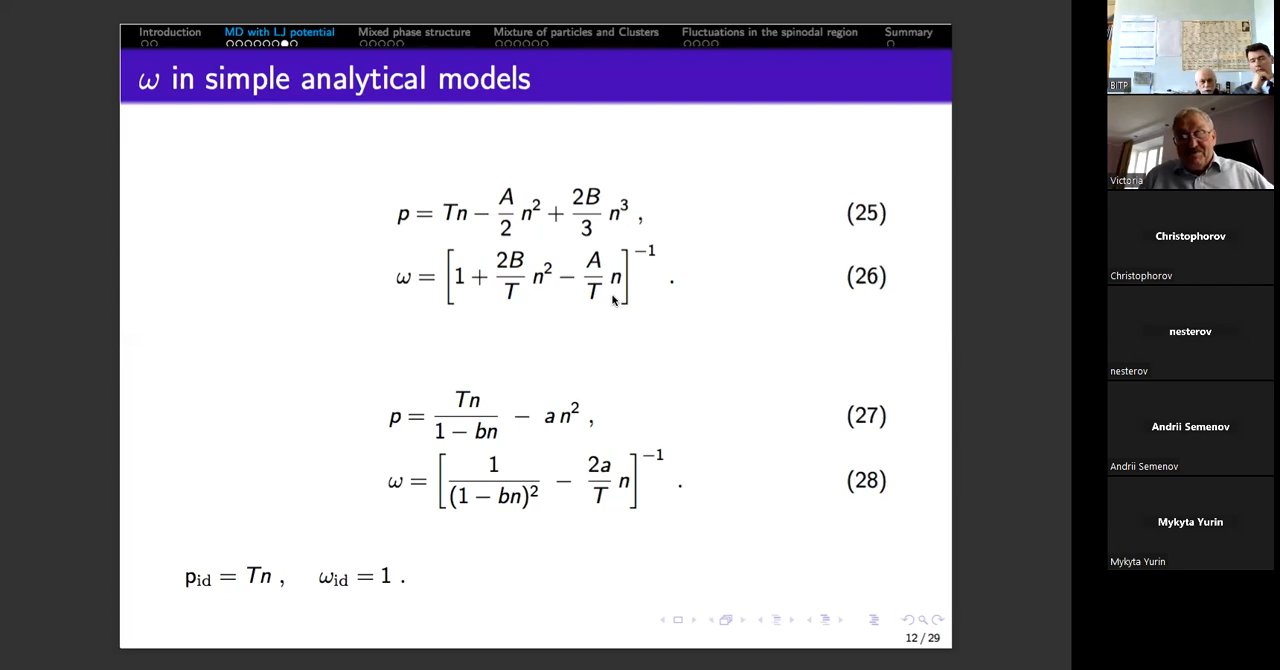 Introduction MD with LJ potential Mixed phase structure Mixture of particles and Clusters Fluctuations in the spinodal region Summary
ω in simple analytical models
p = Tn − A/2 n² + 2B/3 n³ , (25)
ω = [1 + 2B/T n² − A/T n]⁻¹ . (26)
p = Tn/(1 − bn) − a n² , (27)
ω = [1/(1 − bn)² − 2a/T n]⁻¹ . (28)
p_id = Tn , ω_id = 1 .
12 / 29
BITP
Victoria
Christophorov
Christophorov
nesterov
nesterov
Andrii Semenov
Andrii Semenov
Mykyta Yurin
Mykyta Yurin